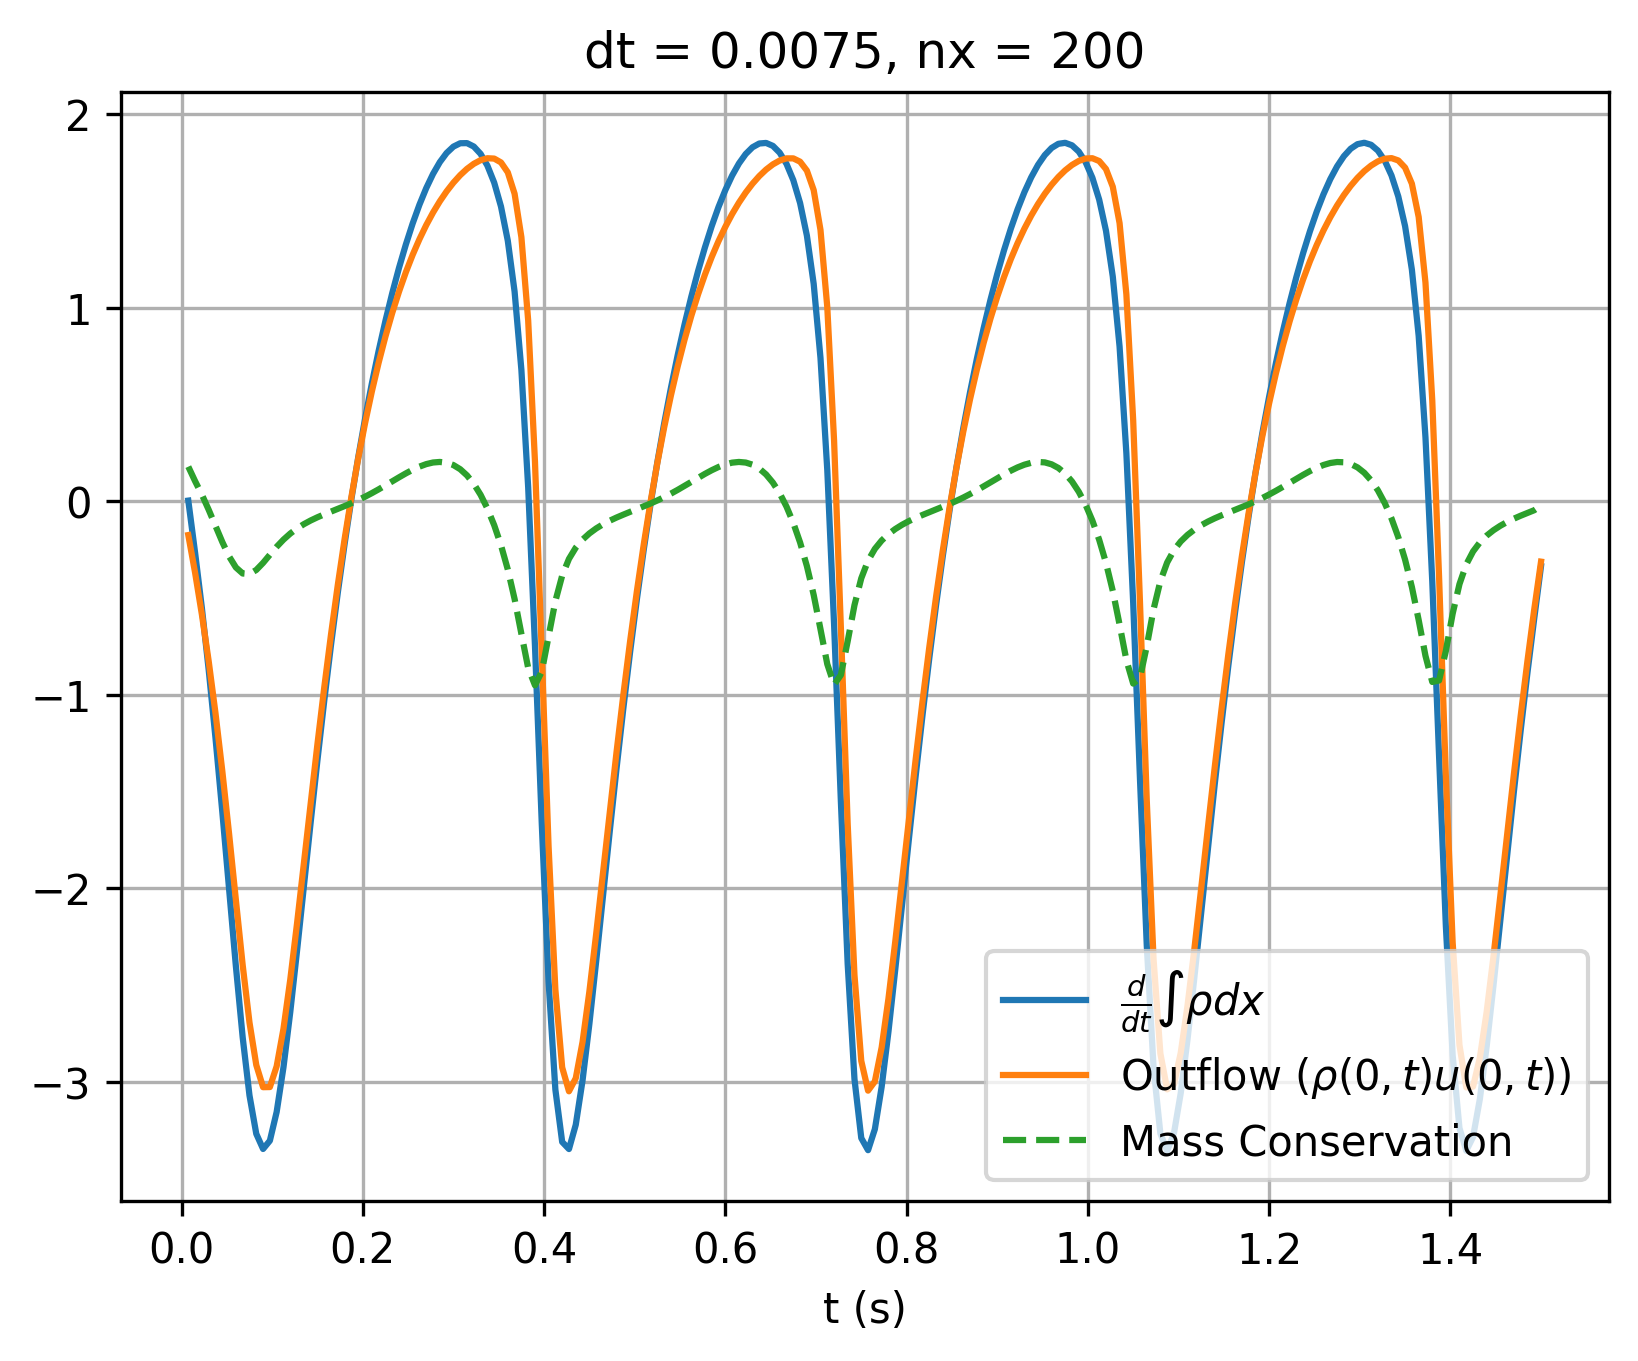 dt = 0.0075, nx = 200
2
1
0
−1
−2
−3
0.0 0.2 0.4 0.6 0.8 1.0 1.2 1.4
t (s)
d/dt ∫ρdx
Outflow (ρ(0, t)u(0, t))
Mass Conservation